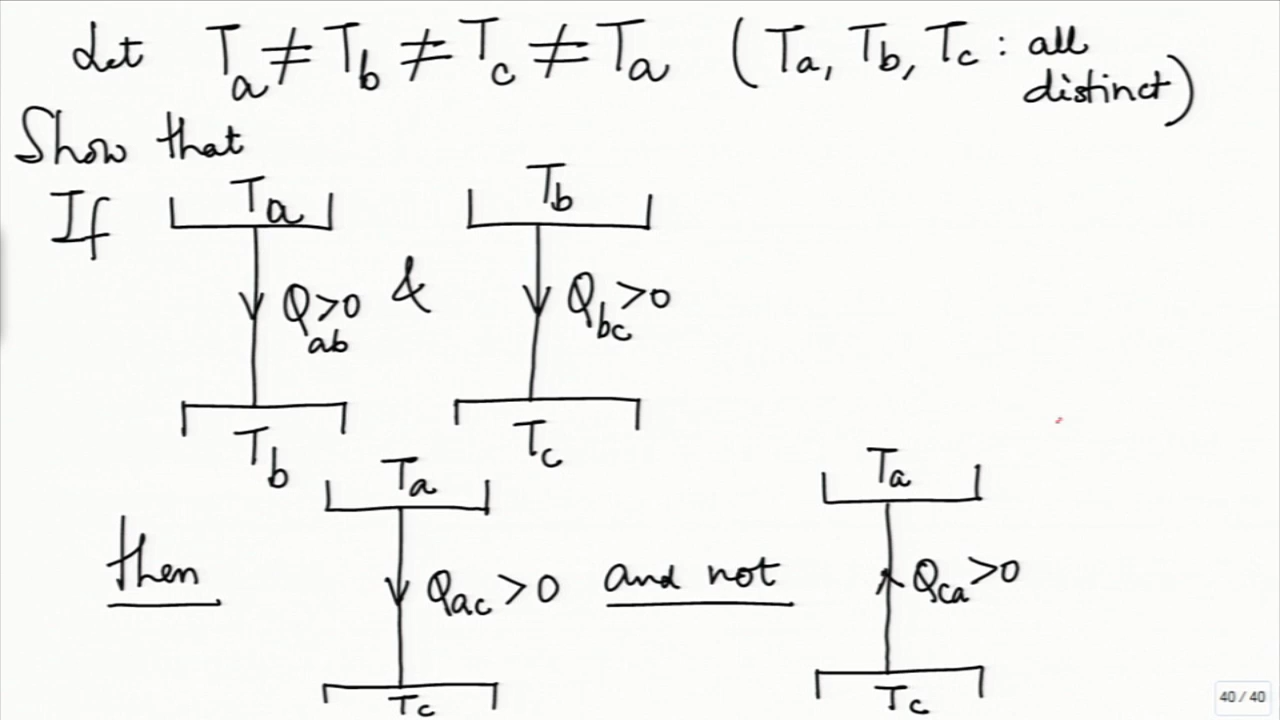 Let Ta ≠ Tb ≠ Tc ≠ Ta (Ta, Tb, Tc : all distinct)
Show that
If Ta Tb
Qab>0 & Qbc>0
Tb Tc
Ta Ta
then Qac>0 and not Qca>0
Tc Tc
40 / 40